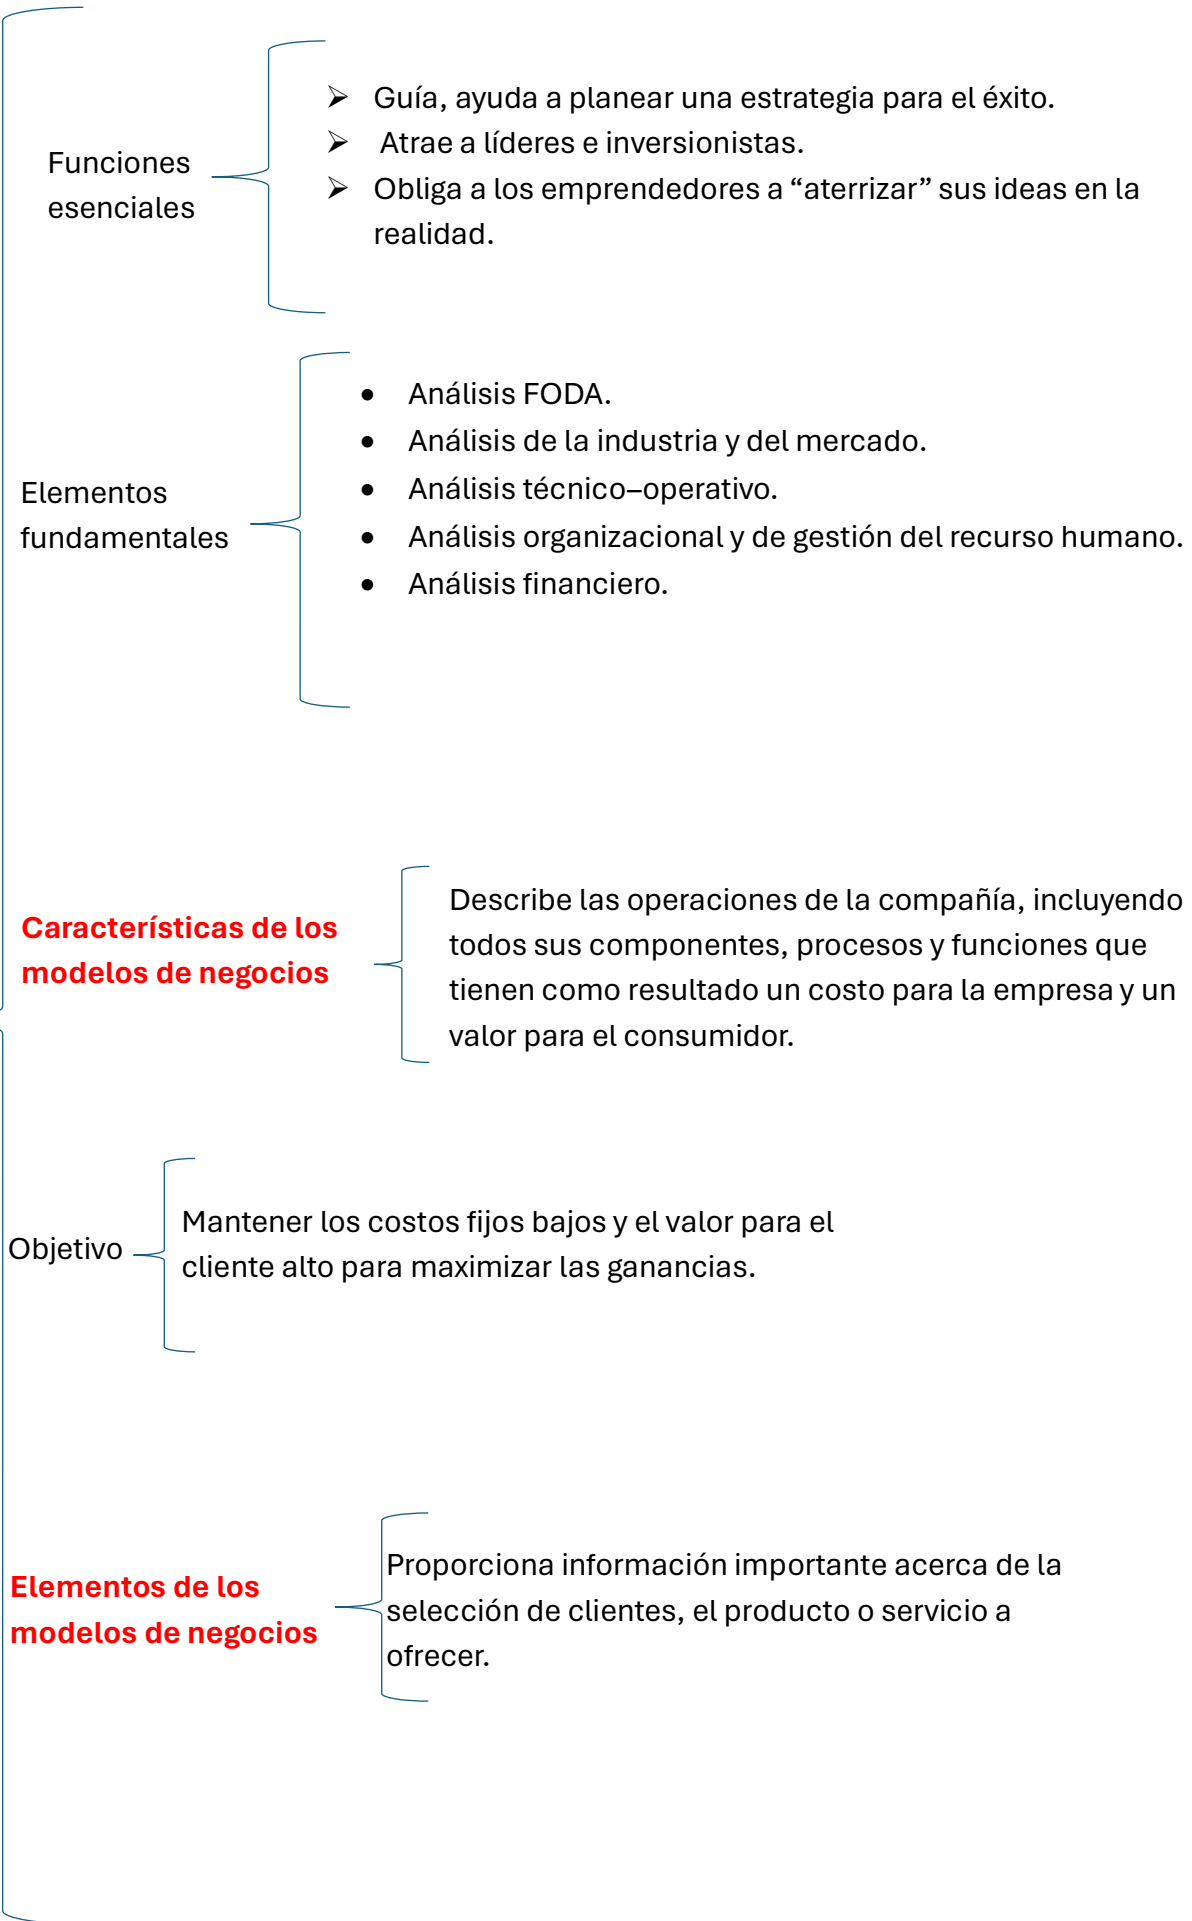 Funciones
esenciales
➢ Guía, ayuda a planear una estrategia para el éxito.
➢ Atrae a líderes e inversionistas.
➢ Obliga a los emprendedores a “aterrizar” sus ideas en la
realidad.
Elementos
fundamentales
• Análisis FODA.
• Análisis de la industria y del mercado.
• Análisis técnico–operativo.
• Análisis organizacional y de gestión del recurso humano.
• Análisis financiero.
Características de los
modelos de negocios
Describe las operaciones de la compañía, incluyendo
todos sus componentes, procesos y funciones que
tienen como resultado un costo para la empresa y un
valor para el consumidor.
Objetivo
Mantener los costos fijos bajos y el valor para el
cliente alto para maximizar las ganancias.
Elementos de los
modelos de negocios
Proporciona información importante acerca de la
selección de clientes, el producto o servicio a
ofrecer.